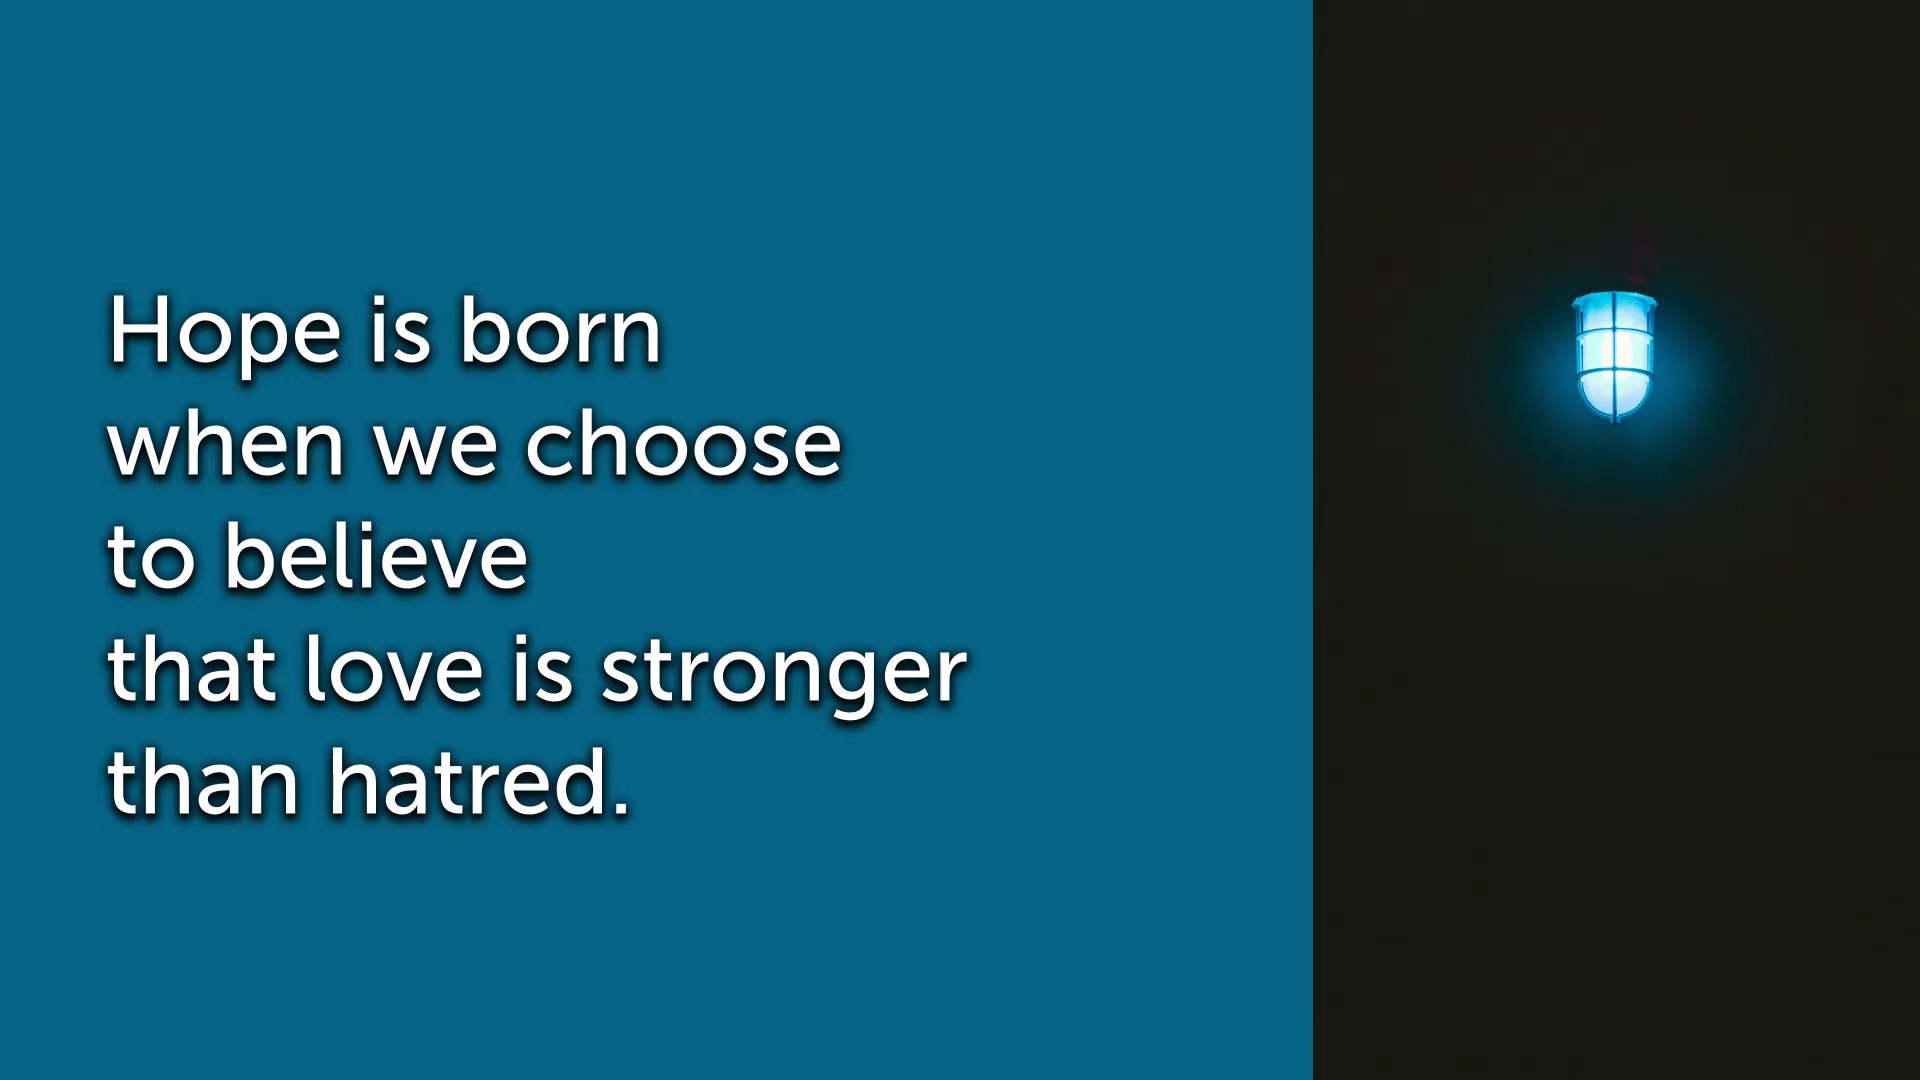 Hope is born
when we choose
to believe
that love is stronger
than hatred.